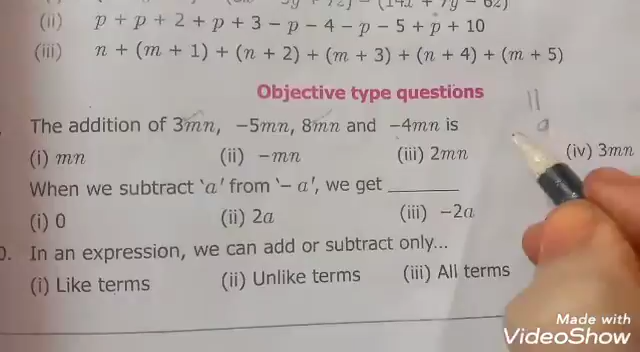 (ii) p + p + 2 + p + 3 − p − 4 − p − 5 + p + 10
(iii) n + (m + 1) + (n + 2) + (m + 3) + (n + 4) + (m + 5)
Objective type questions
11
The addition of 3mn, −5mn, 8mn and −4mn is
(i) mn (ii) −mn (iii) 2mn (iv) 3mn
When we subtract 'a' from '− a', we get ________
(i) 0 (ii) 2a (iii) −2a
0. In an expression, we can add or subtract only...
(i) Like terms (ii) Unlike terms (iii) All terms
Made with
VideoShow